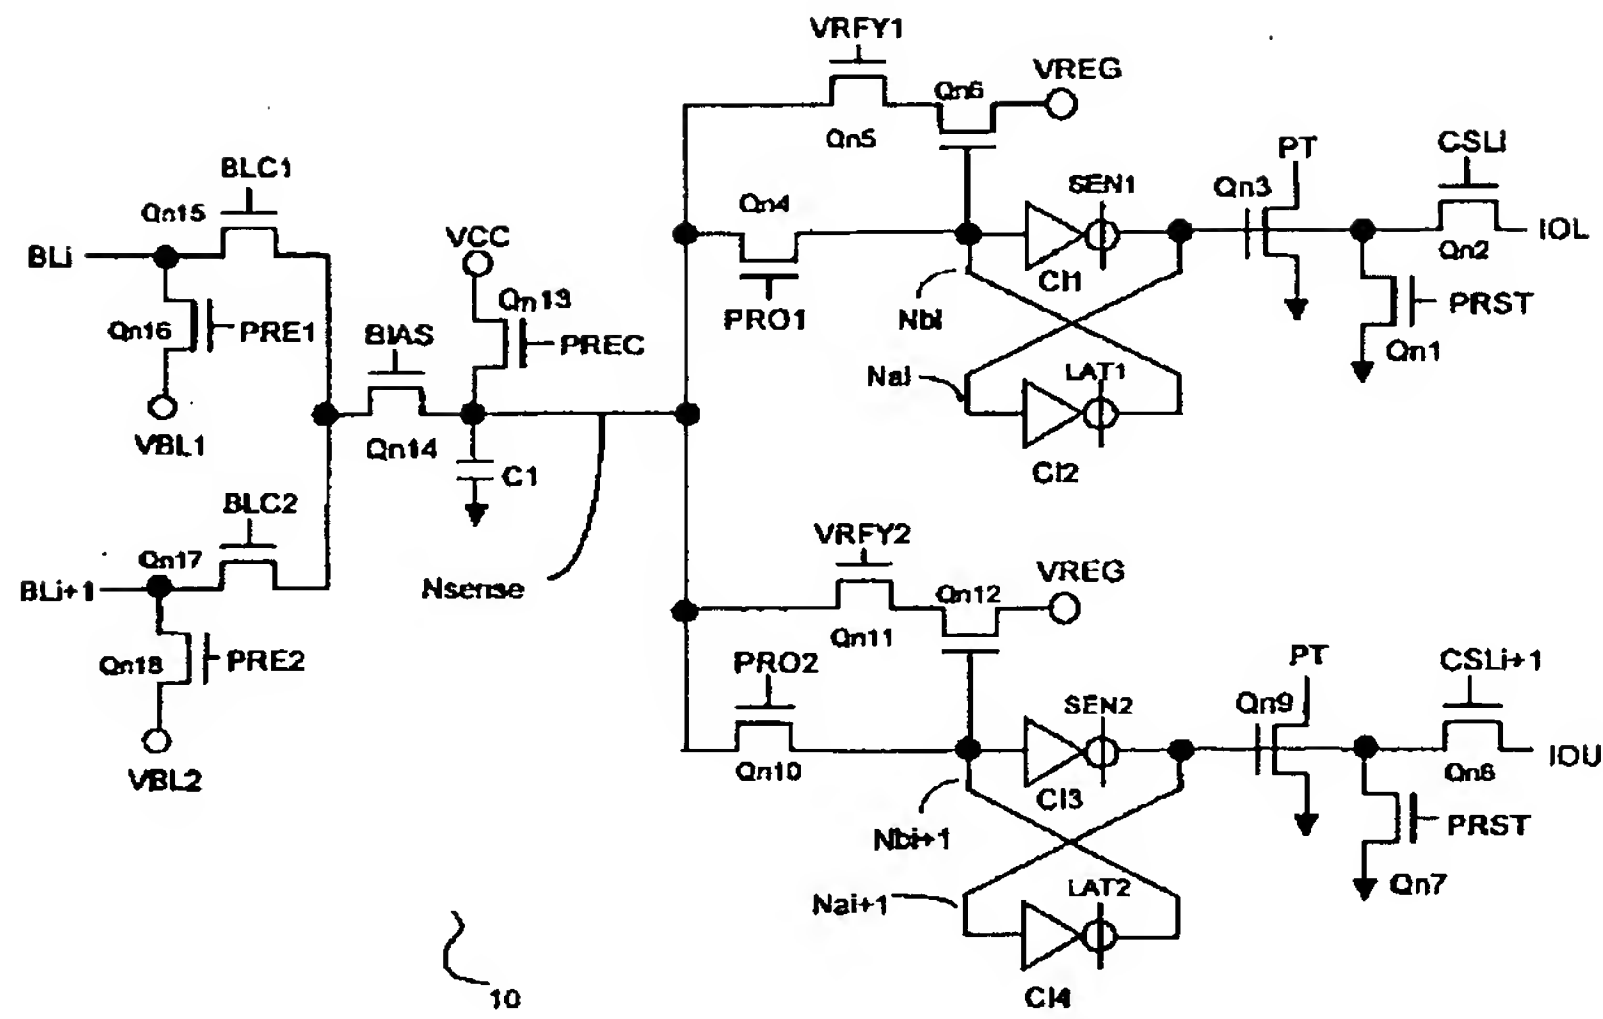 VRFY1
VREG
Qn6
Qn5
PT
CSLi
BLC1
Qn15
Qn4
SEN1
Qn3
BLi
VCC
IOL
Qn2
CI1
Qn16
PRE1
Qn13
PRO1
Nbi
PRST
BIAS
PREC
Qn1
Nai
LAT1
VBL1
Qn14
C1
CI2
BLC2
VRFY2
Qn17
Nsense
VREG
Qn12
BLi+1
Qn11
Qn18
PRE2
PRO2
PT
CSLi+1
SEN2
Qn9
VBL2
Qn10
Qn8
IOU
CI3
Nbi+1
PRST
Nai+1
LAT2
Qn7
10
CI4